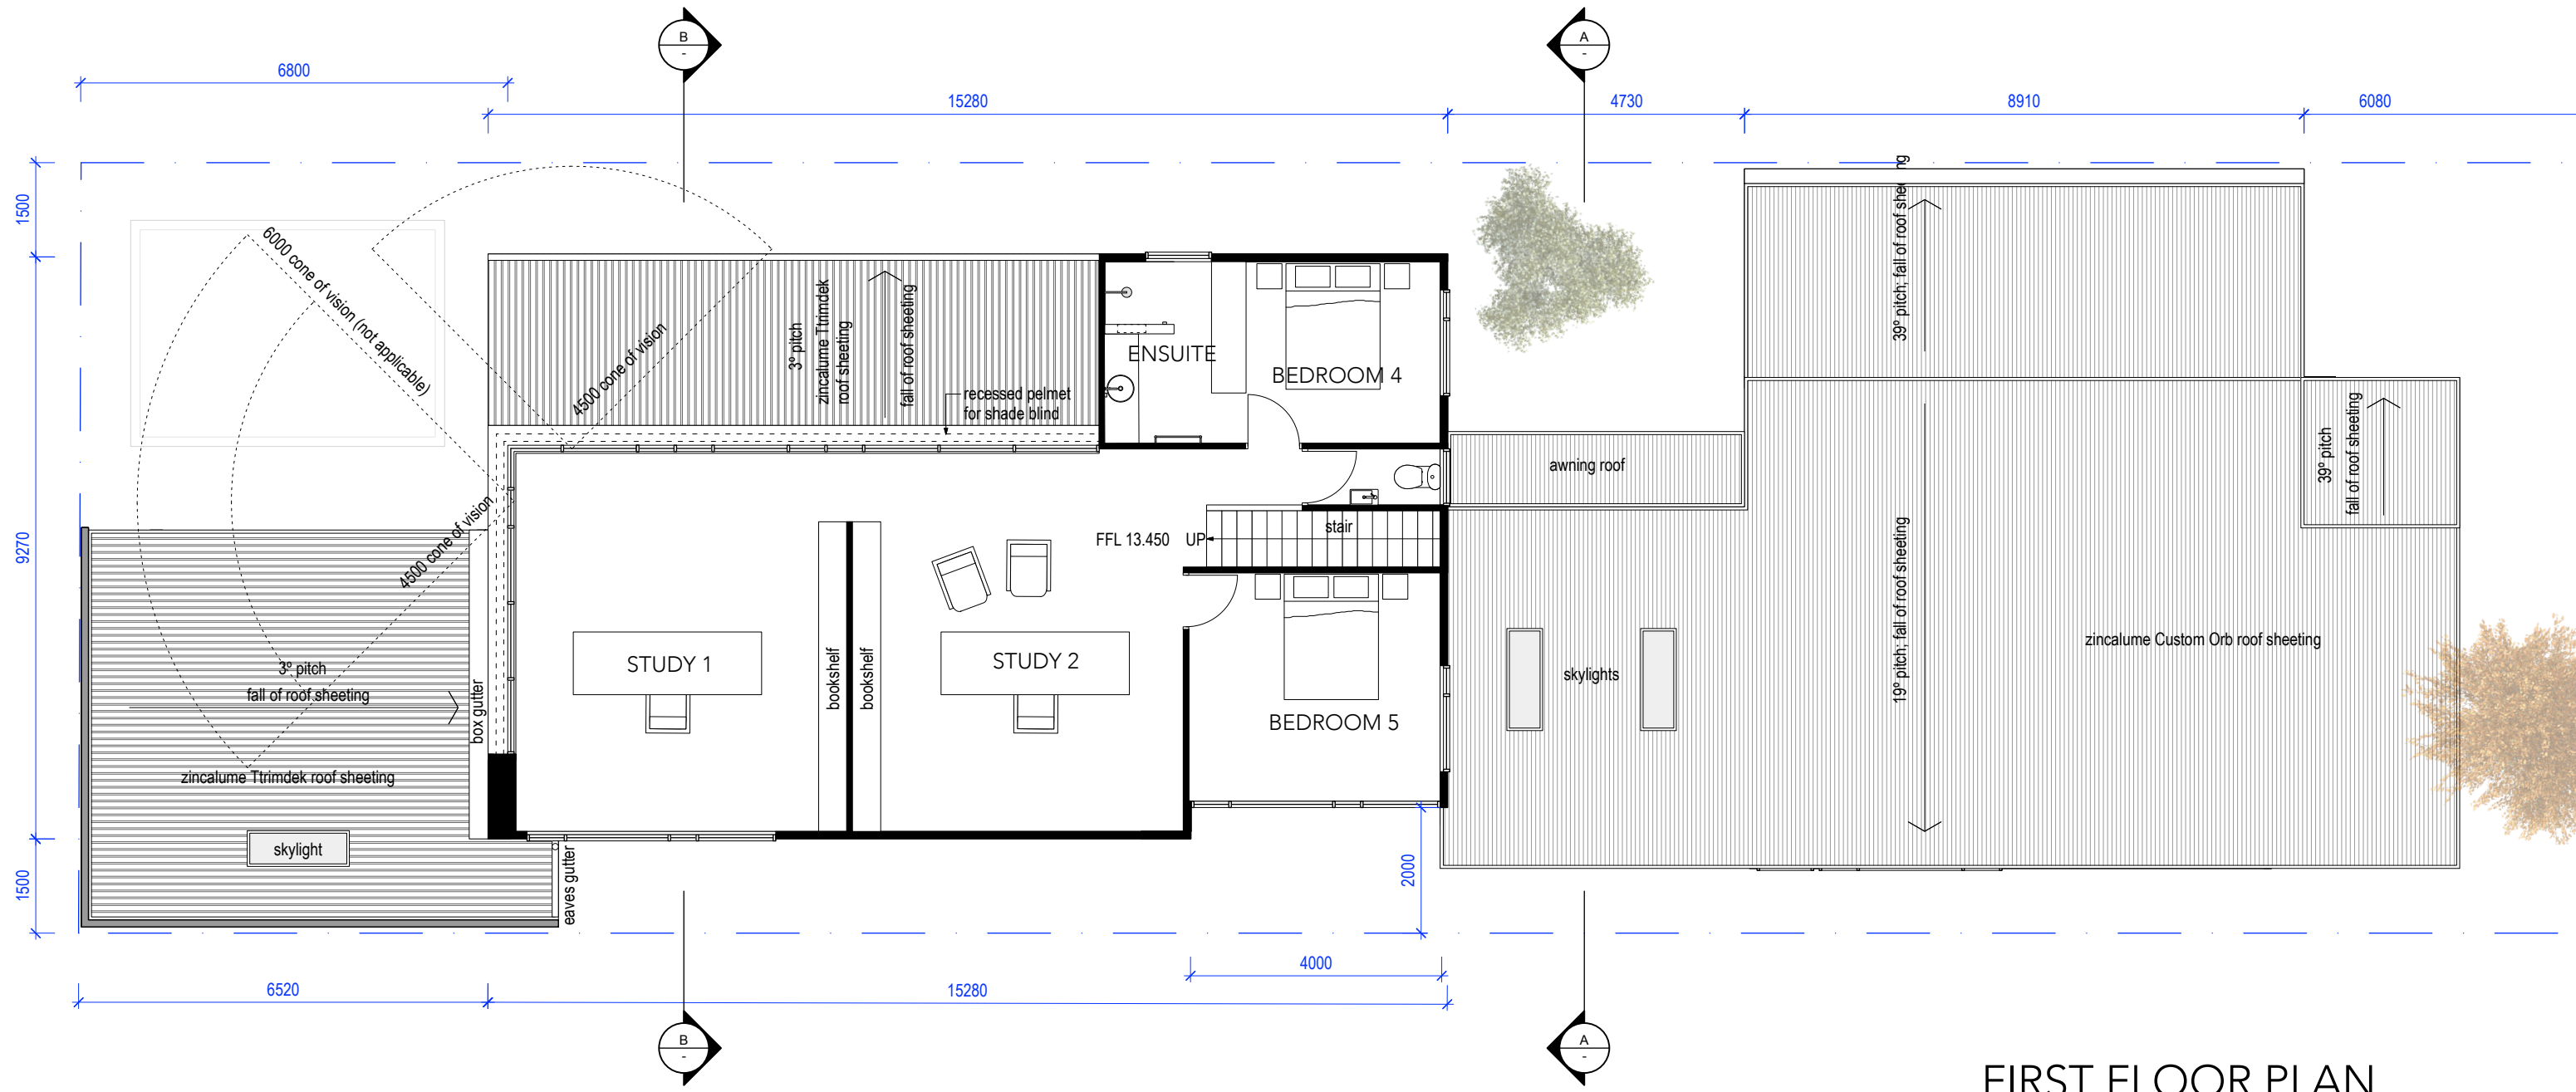 B
-
A
-
6800
15280
4730
8910
6080
1500
9270
1500
6000 cone of vision (not applicable)
4500 cone of vision
4500 cone of vision
3º pitch
zincalume Ttrimdek
roof sheeting
fall of roof sheeting
recessed pelmet
for shade blind
ENSUITE
BEDROOM 4
39º pitch; fall of roof sheeting
awning roof
39º pitch
fall of roof sheeting
FFL 13.450 UP
stair
STUDY 1
bookshelf
bookshelf
STUDY 2
BEDROOM 5
skylights
19º pitch; fall of roof sheeting
zincalume Custom Orb roof sheeting
3º pitch
fall of roof sheeting
box gutter
zincalume Ttrimdek roof sheeting
skylight
eaves gutter
2000
4000
6520
15280
B
-
A
-
FIRST FLOOR PLAN